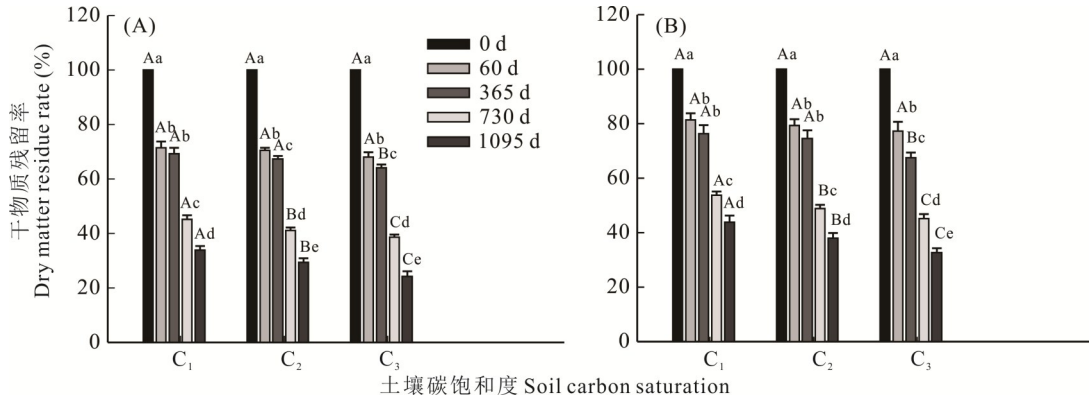 干物质残留率
Dry matter residue rate (%)
(A)
120
100
80
60
40
20
0
0 d
60 d
365 d
730 d
1095 d
Aa
Ab
Ab
Ac
Ad
Aa
Ab
Ac
Bd
Be
Aa
Ab
Bc
Cd
Ce
C₁
C₂
C₃
(B)
120
100
80
60
40
20
0
Aa
Ab
Ab
Ac
Ad
Aa
Ab
Ab
Bc
Bd
Aa
Ab
Bc
Cd
Ce
C₁
C₂
C₃
土壤碳饱和度 Soil carbon saturation